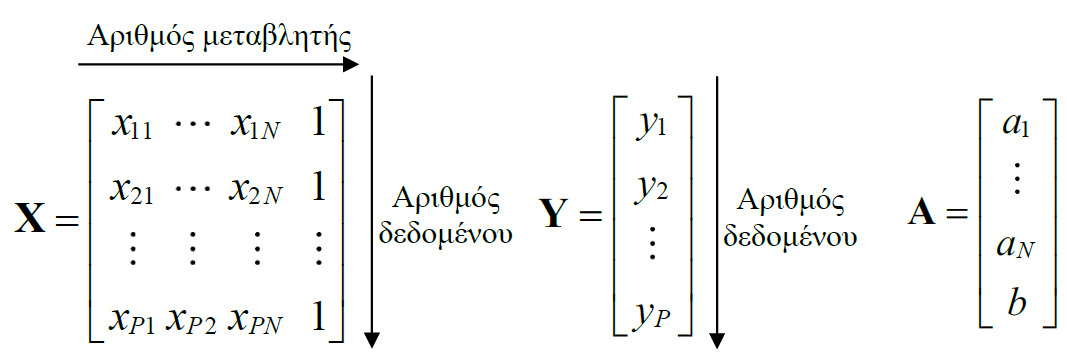 Αριθμός μεταβλητής
X = [ x11 ⋯ x1N 1
x21 ⋯ x2N 1
⋮ ⋮ ⋮ ⋮
xP1 xP2 xPN 1 ]
Αριθμός
δεδομένου
Y = [ y1
y2
⋮
yP ]
Αριθμός
δεδομένου
A = [ a1
⋮
aN
b ]